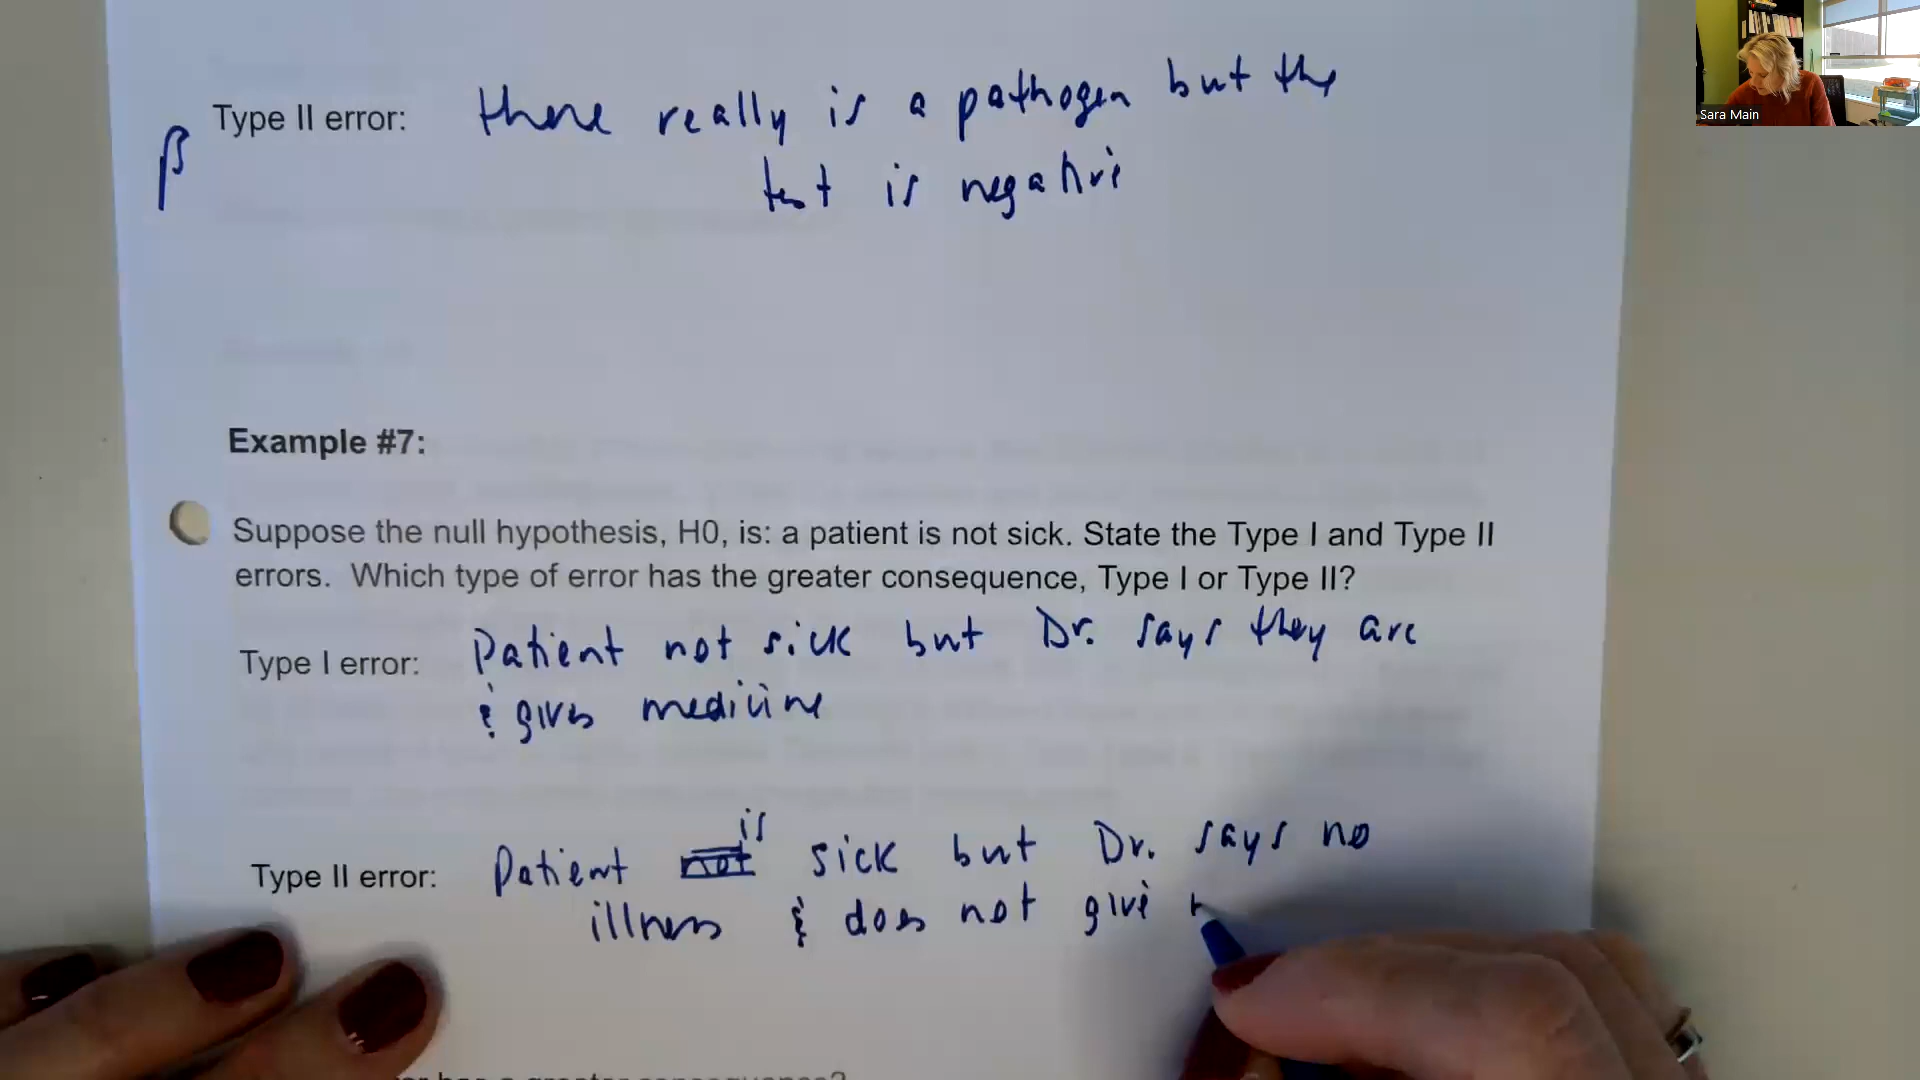 Sara Main
Type II error: there really is a pathogen but the
β
test is negative
Example #7:
Suppose the null hypothesis, H0, is: a patient is not sick. State the Type I and Type II
errors. Which type of error has the greater consequence, Type I or Type II?
Type I error: Patient not sick but Dr. says they are
& gives medicine
is
Type II error: Patient not sick but Dr. says no
illness & does not give
has a greater consequence?